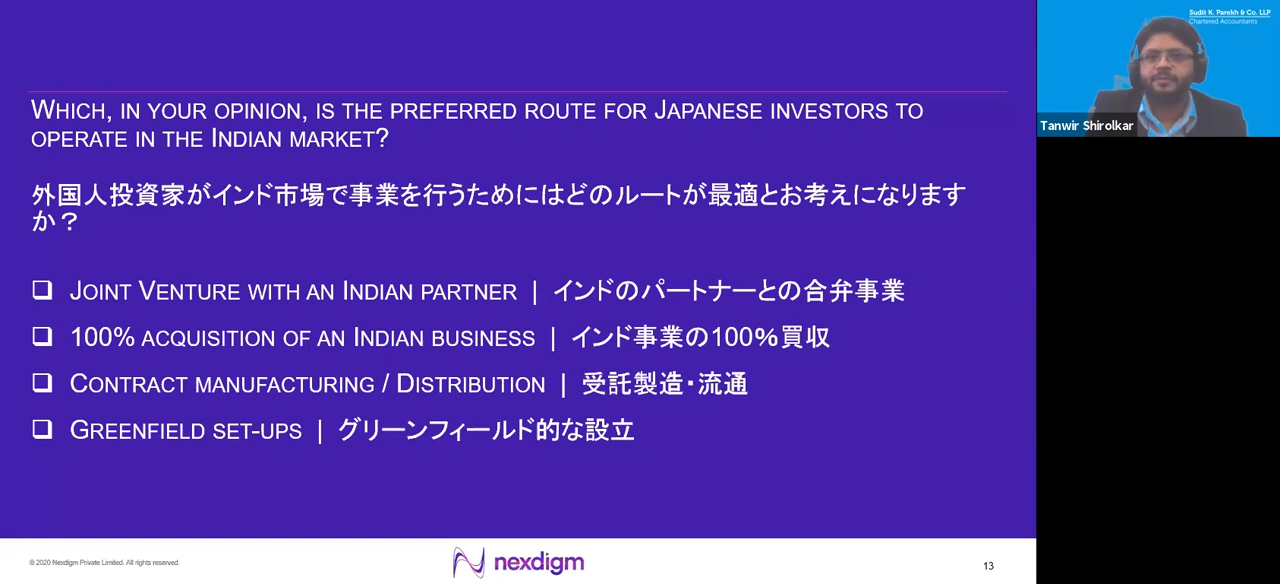 WHICH, IN YOUR OPINION, IS THE PREFERRED ROUTE FOR JAPANESE INVESTORS TO
OPERATE IN THE INDIAN MARKET?
外国人投資家がインド市場で事業を行うためにはどのルートが最適とお考えになります
か？
JOINT VENTURE WITH AN INDIAN PARTNER | インドのパートナーとの合弁事業
100% ACQUISITION OF AN INDIAN BUSINESS | インド事業の100%買収
CONTRACT MANUFACTURING / DISTRIBUTION | 受託製造・流通
GREENFIELD SET-UPS | グリーンフィールド的な設立
© 2020 Nexdigm Private Limited. All rights reserved.
nexdigm
13
Sudit K. Parekh & Co. LLP
Chartered Accountants
Tanwir Shirolkar